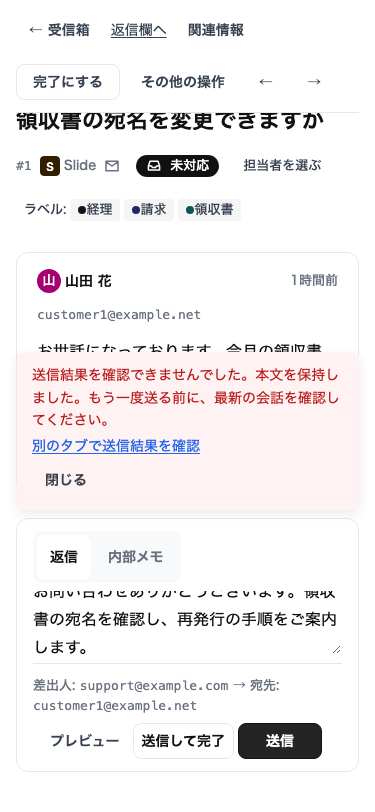 ← 受信箱 返信欄へ 関連情報
完了にする その他の操作 ← →
領収書の宛名を変更できますか
#1 S Slide 未対応 担当者を選ぶ
ラベル: 経理 請求 領収書
山 山田 花 1時間前
customer1@example.net
お世話になっております。今月の領収書
送信結果を確認できませんでした。本文を保持し
ました。もう一度送る前に、最新の会話を確認し
てください。
別のタブで送信結果を確認
閉じる
返信 内部メモ
お問い合わせありがとうございます。領収
書の宛名を確認し、再発行の手順をご案内
します。
差出人: support@example.com → 宛先:
customer1@example.net
プレビュー 送信して完了 送信